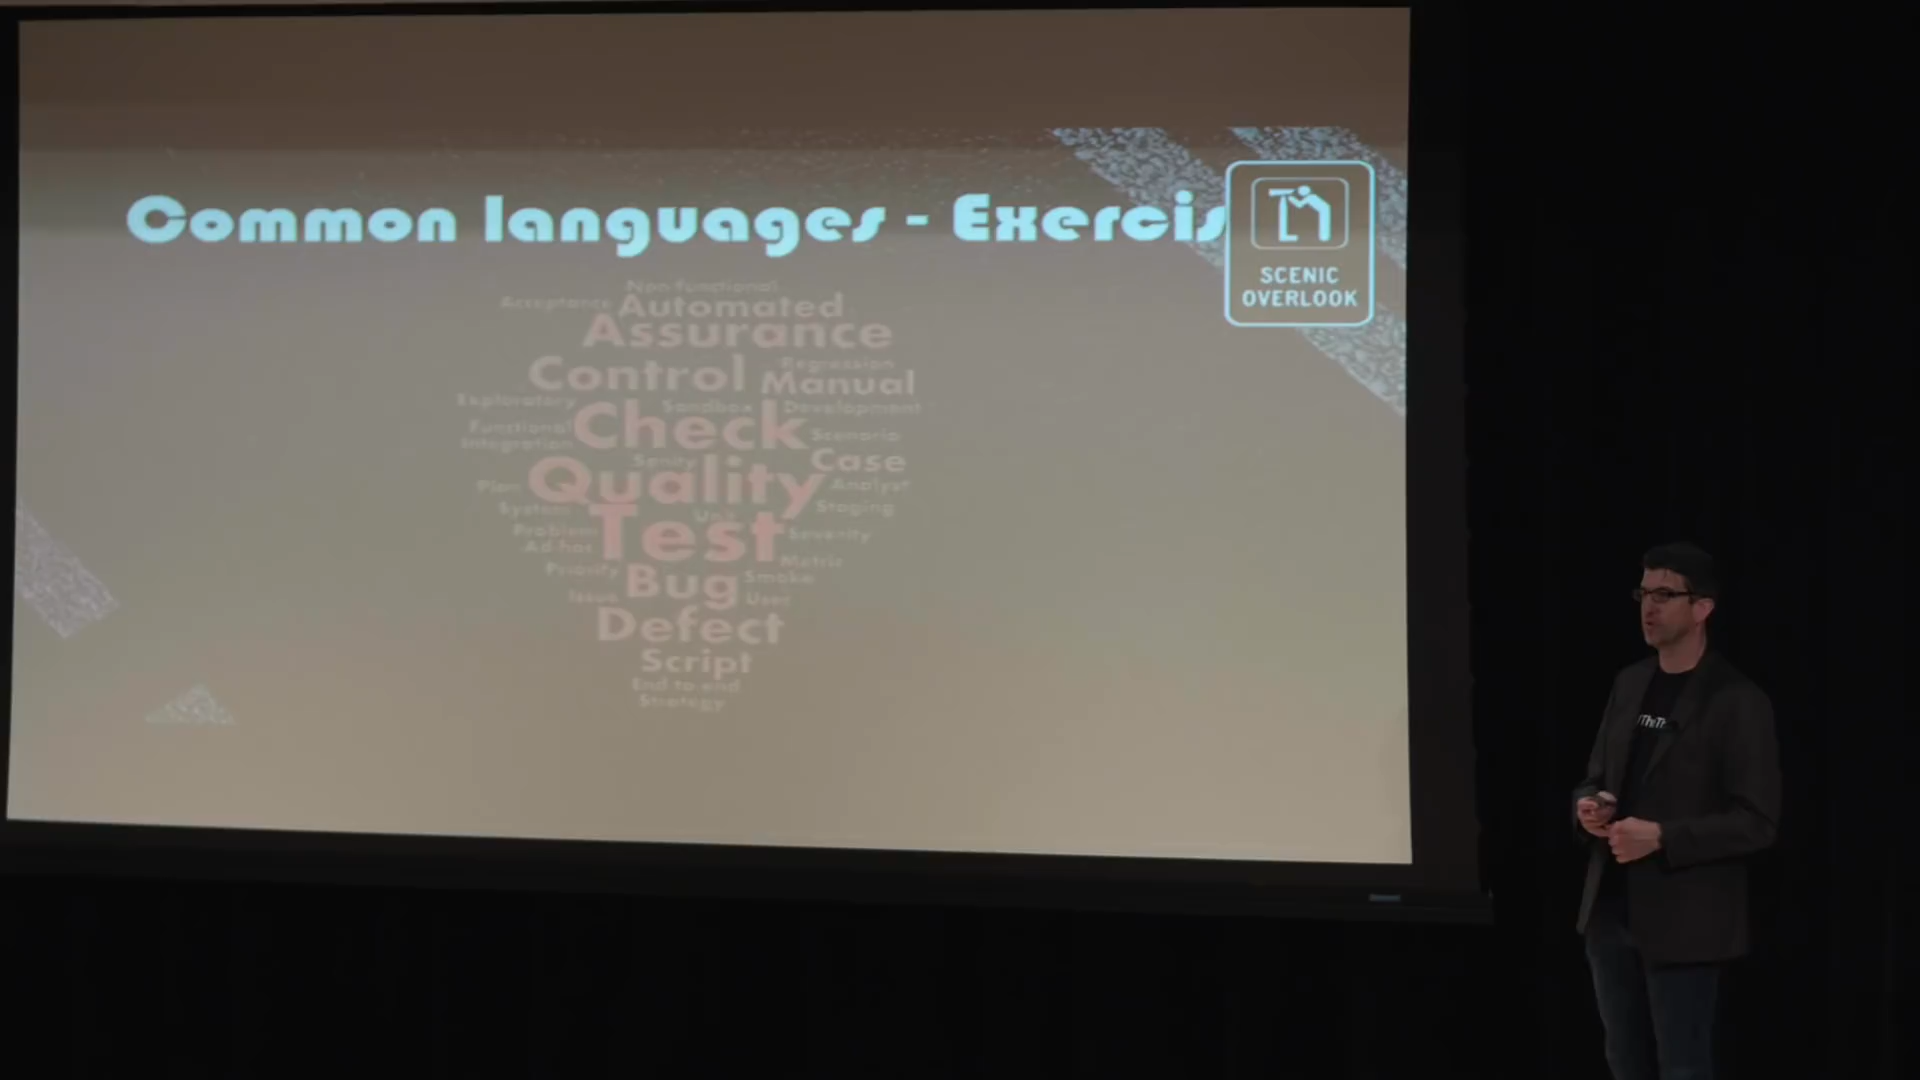 Common languages - Exercis
SCENIC
OVERLOOK
Non functional
Acceptance Automated
Assurance
Control Regression
Manual
Exploratory Sandbox Development
Check
Functional Scenario
Integration
Sanity Case
Quality
Plan Analyst
System Unit Staging
Test
Problem Severity
Ad hoc
Metric
Priority Bug Smoke
Issue User
Defect
Script
End to end
Strategy